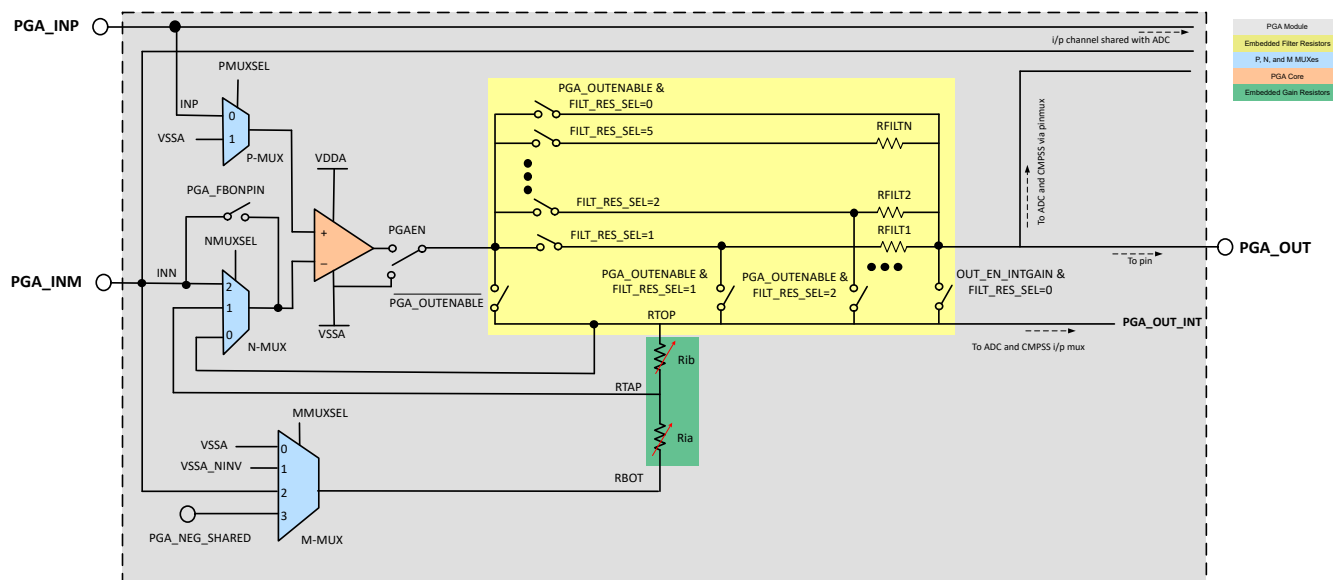 PGA_INP
i/p channel shared with ADC
PGA Module
Embedded Filter Resistors
P, N, and M MUXes
PGA Core
Embedded Gain Resistors
PMUXSEL
INP
0
VSSA
1
P-MUX
PGA_OUTENABLE &
FILT_RES_SEL=0
FILT_RES_SEL=5
RFILTN
VDDA
To ADC and CMPSS via pinmux
PGA_FBONPIN
FILT_RES_SEL=2
RFILT2
NMUXSEL
+
–
PGAEN
FILT_RES_SEL=1
RFILT1
PGA_OUT
To pin
PGA_INM
INN
2
1
0
N-MUX
PGA_OUTENABLE
VSSA
PGA_OUTENABLE &
FILT_RES_SEL=1
PGA_OUTENABLE &
FILT_RES_SEL=2
OUT_EN_INTGAIN &
FILT_RES_SEL=0
RTOP
PGA_OUT_INT
To ADC and CMPSS i/p mux
Rib
RTAP
MMUXSEL
Ria
VSSA
0
VSSA_NINV
1
2
RBOT
3
PGA_NEG_SHARED
M-MUX